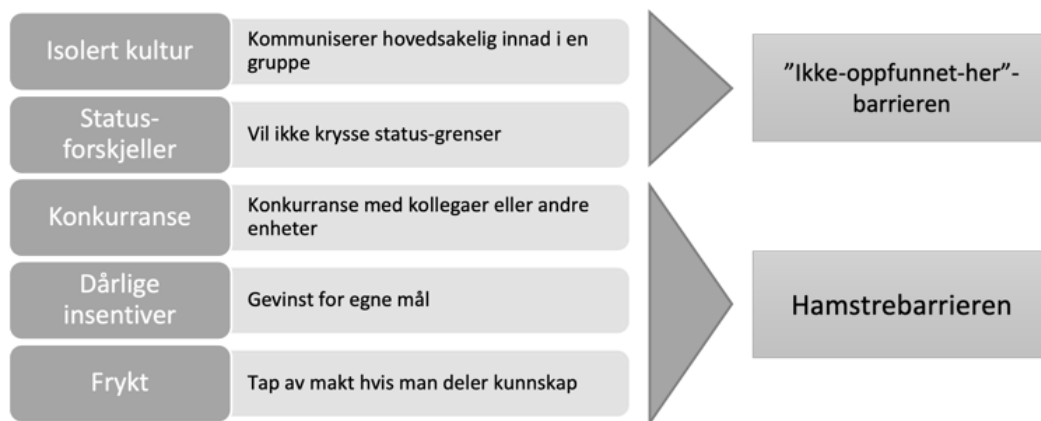 Isolert kultur
Kommuniserer hovedsakelig innad i en
gruppe
Status-
forskjeller
Vil ikke krysse status-grenser
Konkurranse
Konkurranse med kollegaer eller andre
enheter
Dårlige
insentiver
Gevinst for egne mål
Frykt
Tap av makt hvis man deler kunnskap
”Ikke-oppfunnet-her”-
barrieren
Hamstrebarrieren